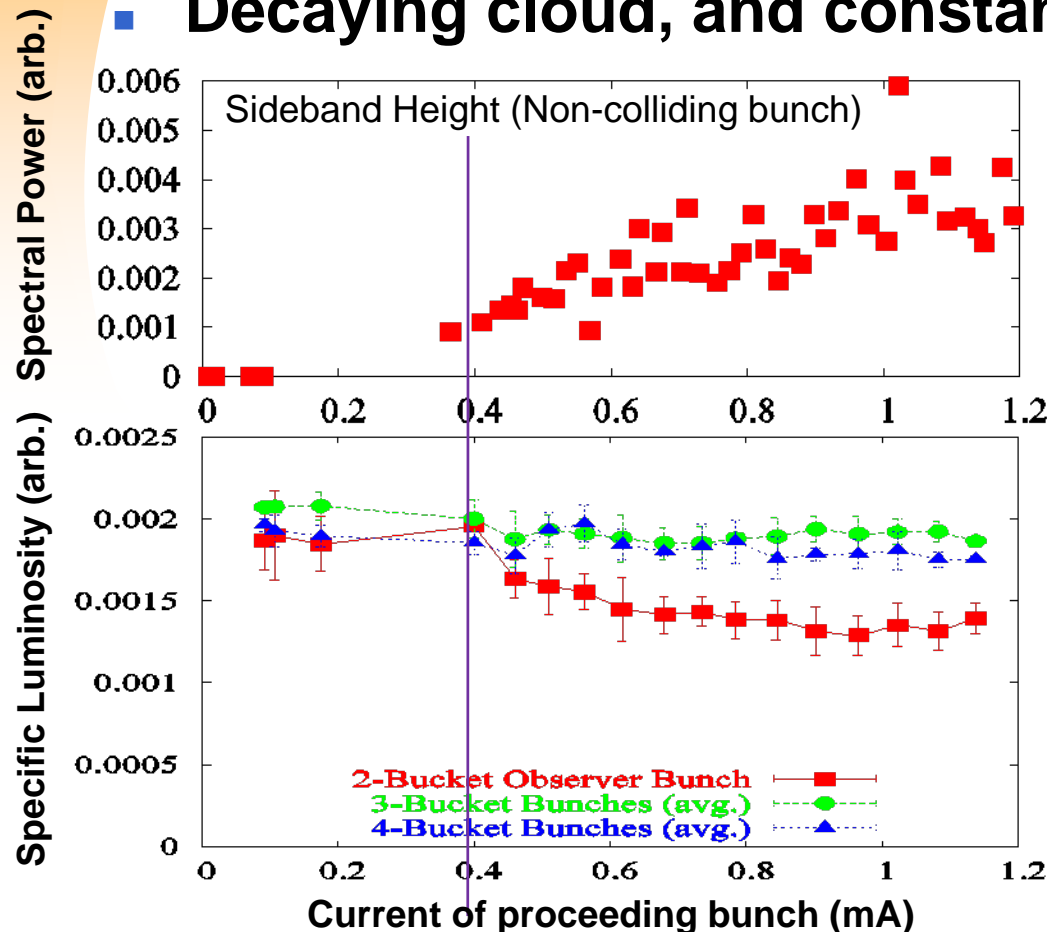 Decaying cloud, and constan
Spectral Power (arb.)
Sideband Height (Non-colliding bunch)
0.006
0.005
0.004
0.003
0.002
0.001
0
0 0.2 0.4 0.6 0.8 1 1.2
Specific Luminosity (arb.)
0.0025
0.002
0.0015
0.001
0.0005
0
2-Bucket Observer Bunch
3-Bucket Bunches (avg.)
4-Bucket Bunches (avg.)
0 0.2 0.4 0.6 0.8 1 1.2
Current of proceeding bunch (mA)